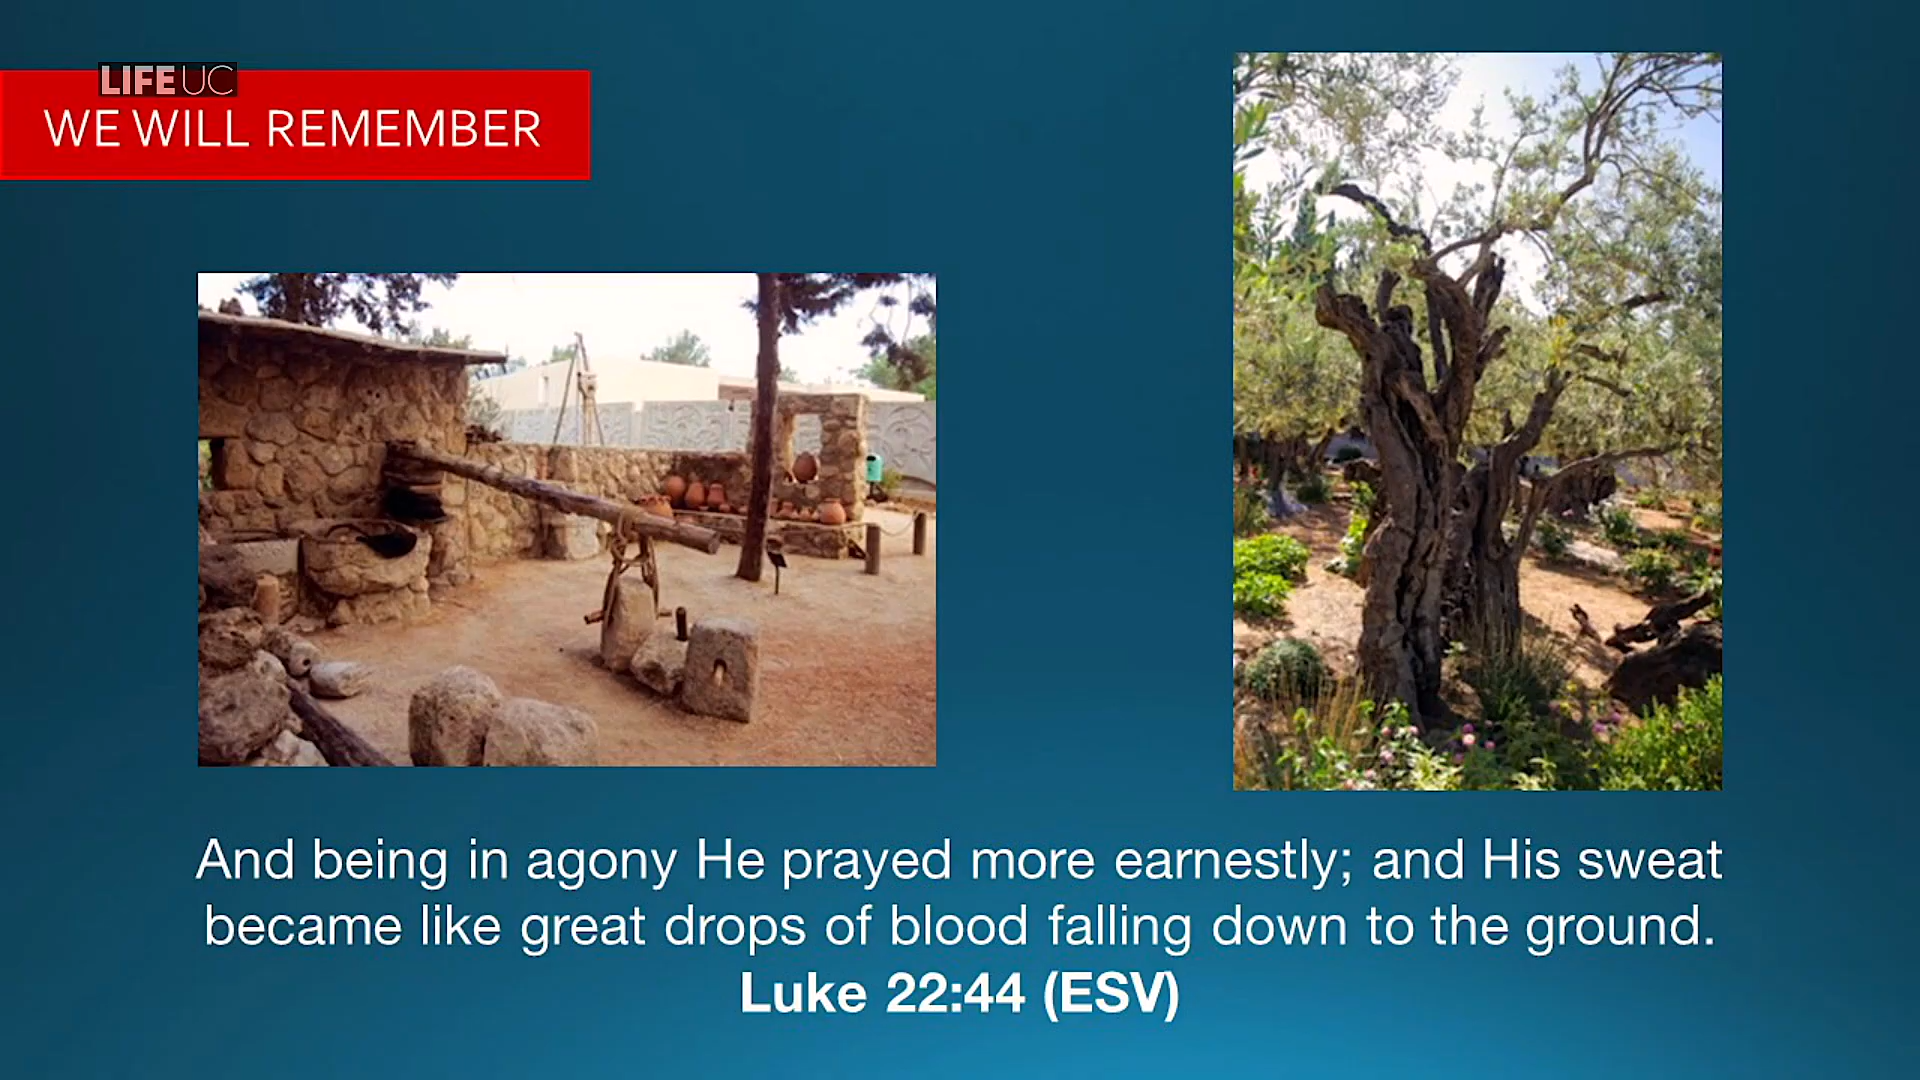 LIFEUC
WE WILL REMEMBER
And being in agony He prayed more earnestly; and His sweat
became like great drops of blood falling down to the ground.
Luke 22:44 (ESV)